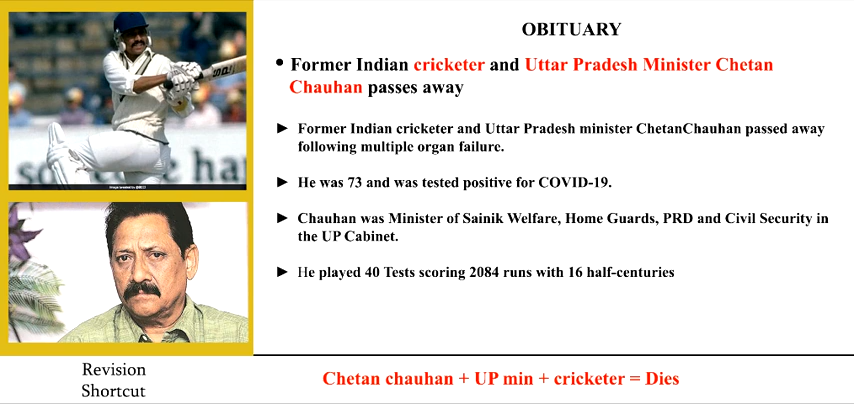 OBITUARY
• Former Indian cricketer and Uttar Pradesh Minister Chetan
Chauhan passes away
► Former Indian cricketer and Uttar Pradesh minister ChetanChauhan passed away
following multiple organ failure.
► He was 73 and was tested positive for COVID-19.
► Chauhan was Minister of Sainik Welfare, Home Guards, PRD and Civil Security in
the UP Cabinet.
► He played 40 Tests scoring 2084 runs with 16 half-centuries
Revision
Shortcut
Chetan chauhan + UP min + cricketer = Dies